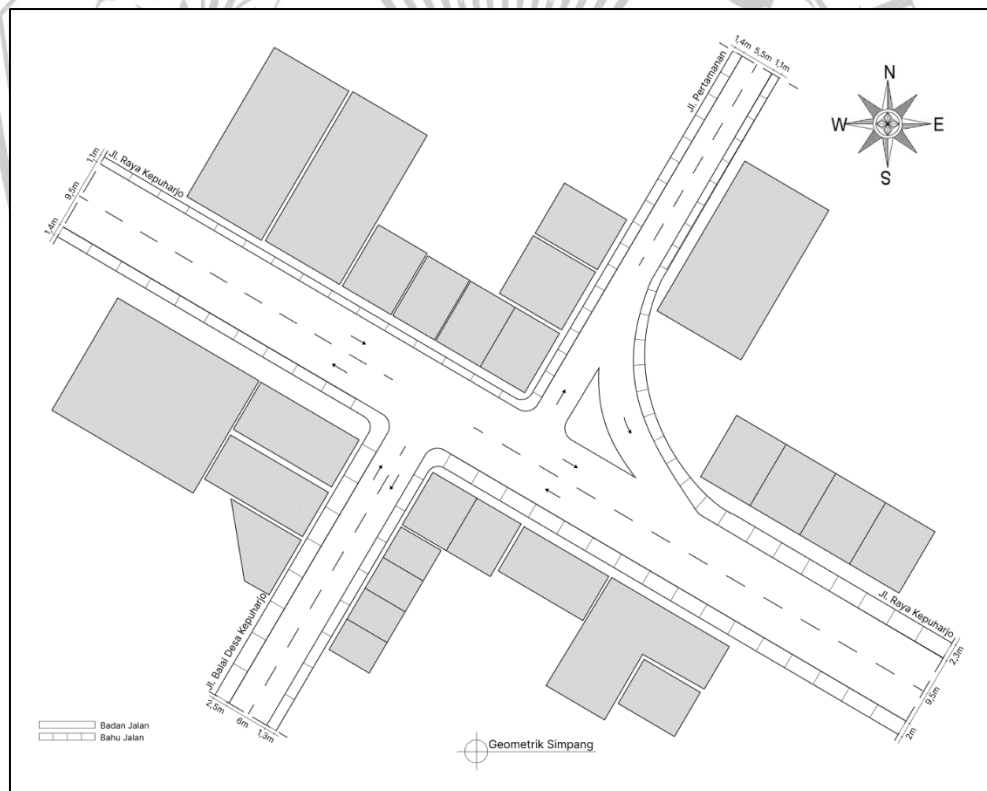 1,4m
5,5m
1,1m
Jl. Pertamanan
N
W
E
S
Jl. Raya Kepuharjo
1,1m
9,5m
1,4m
Jl. Raya Kepuharjo
2,3m
9,5m
2m
Jl. Balai Desa Kepuharjo
2,5m
6m
1,3m
Badan Jalan
Bahu Jalan
Geometrik Simpang